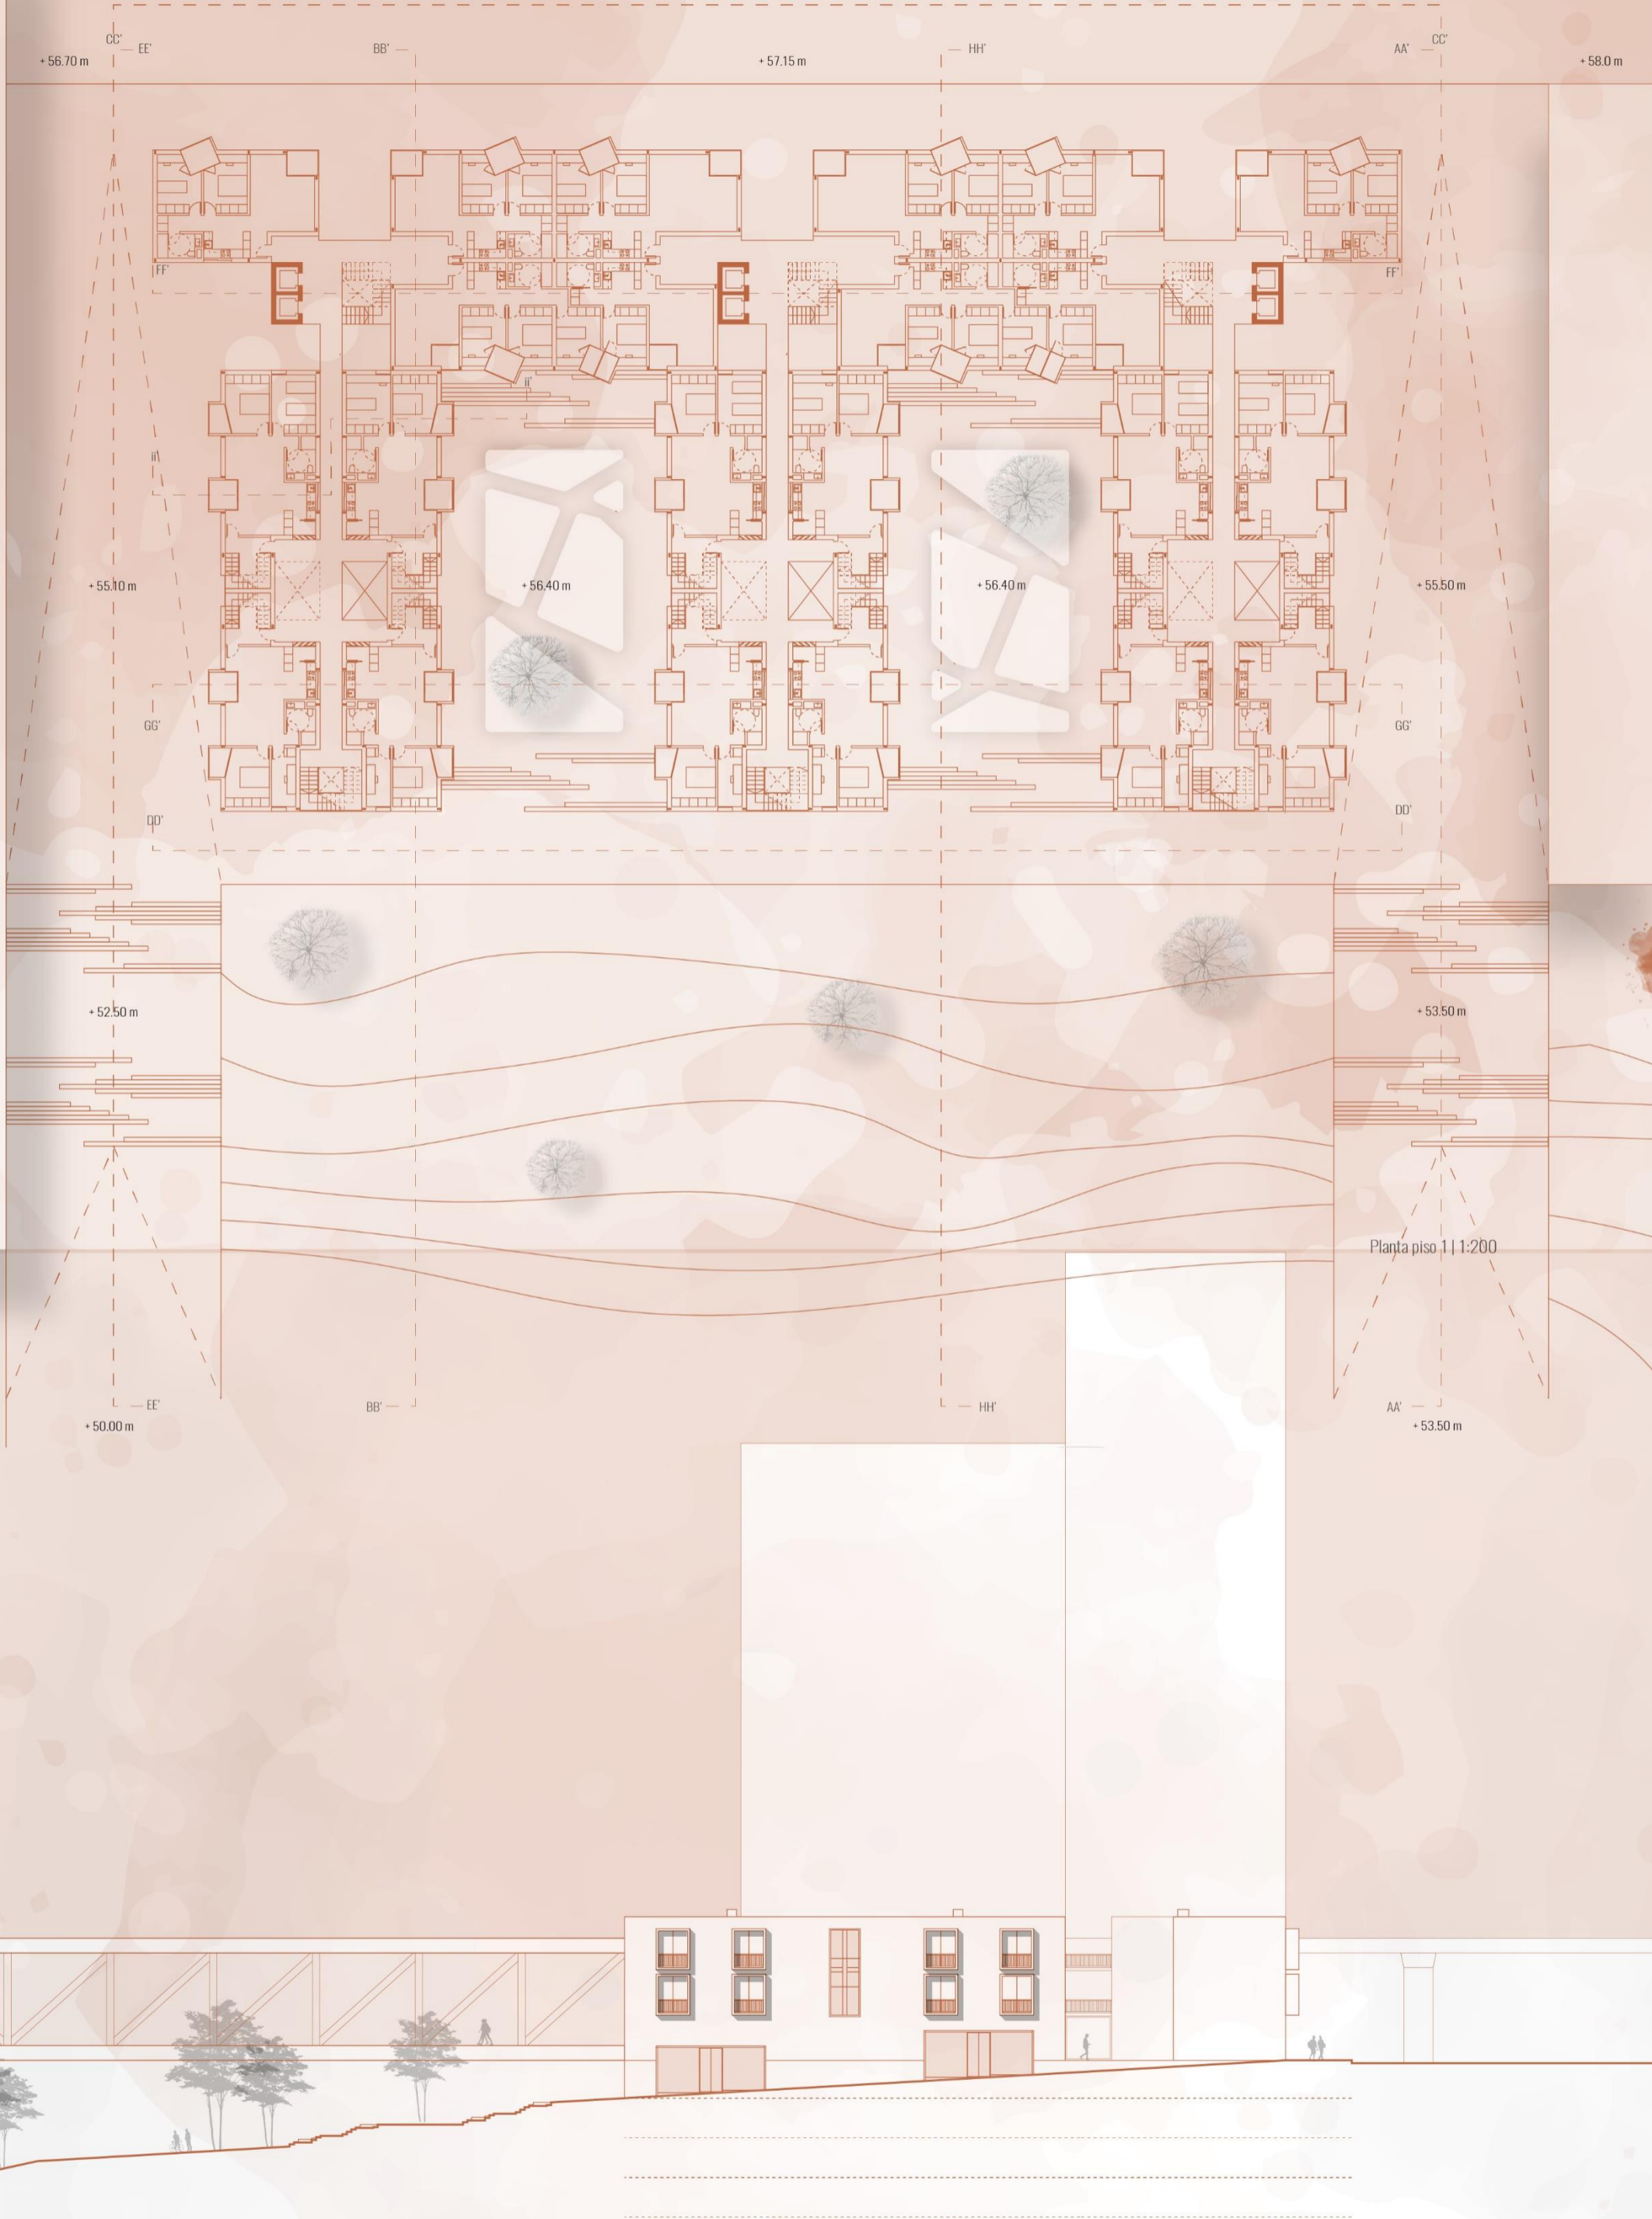 CC'
EE'
BB'
HH'
AA'
CC'
+ 56.70 m
+ 57.15 m
+ 58.0 m
FF'
FF'
ii'
ii'
+ 55.10 m
+ 56.40 m
+ 56.40 m
+ 55.50 m
GG'
GG'
DD'
DD'
+ 52.50 m
+ 53.50 m
Planta piso 1 | 1:200
EE'
BB'
HH'
AA'
+ 50.00 m
+ 53.50 m